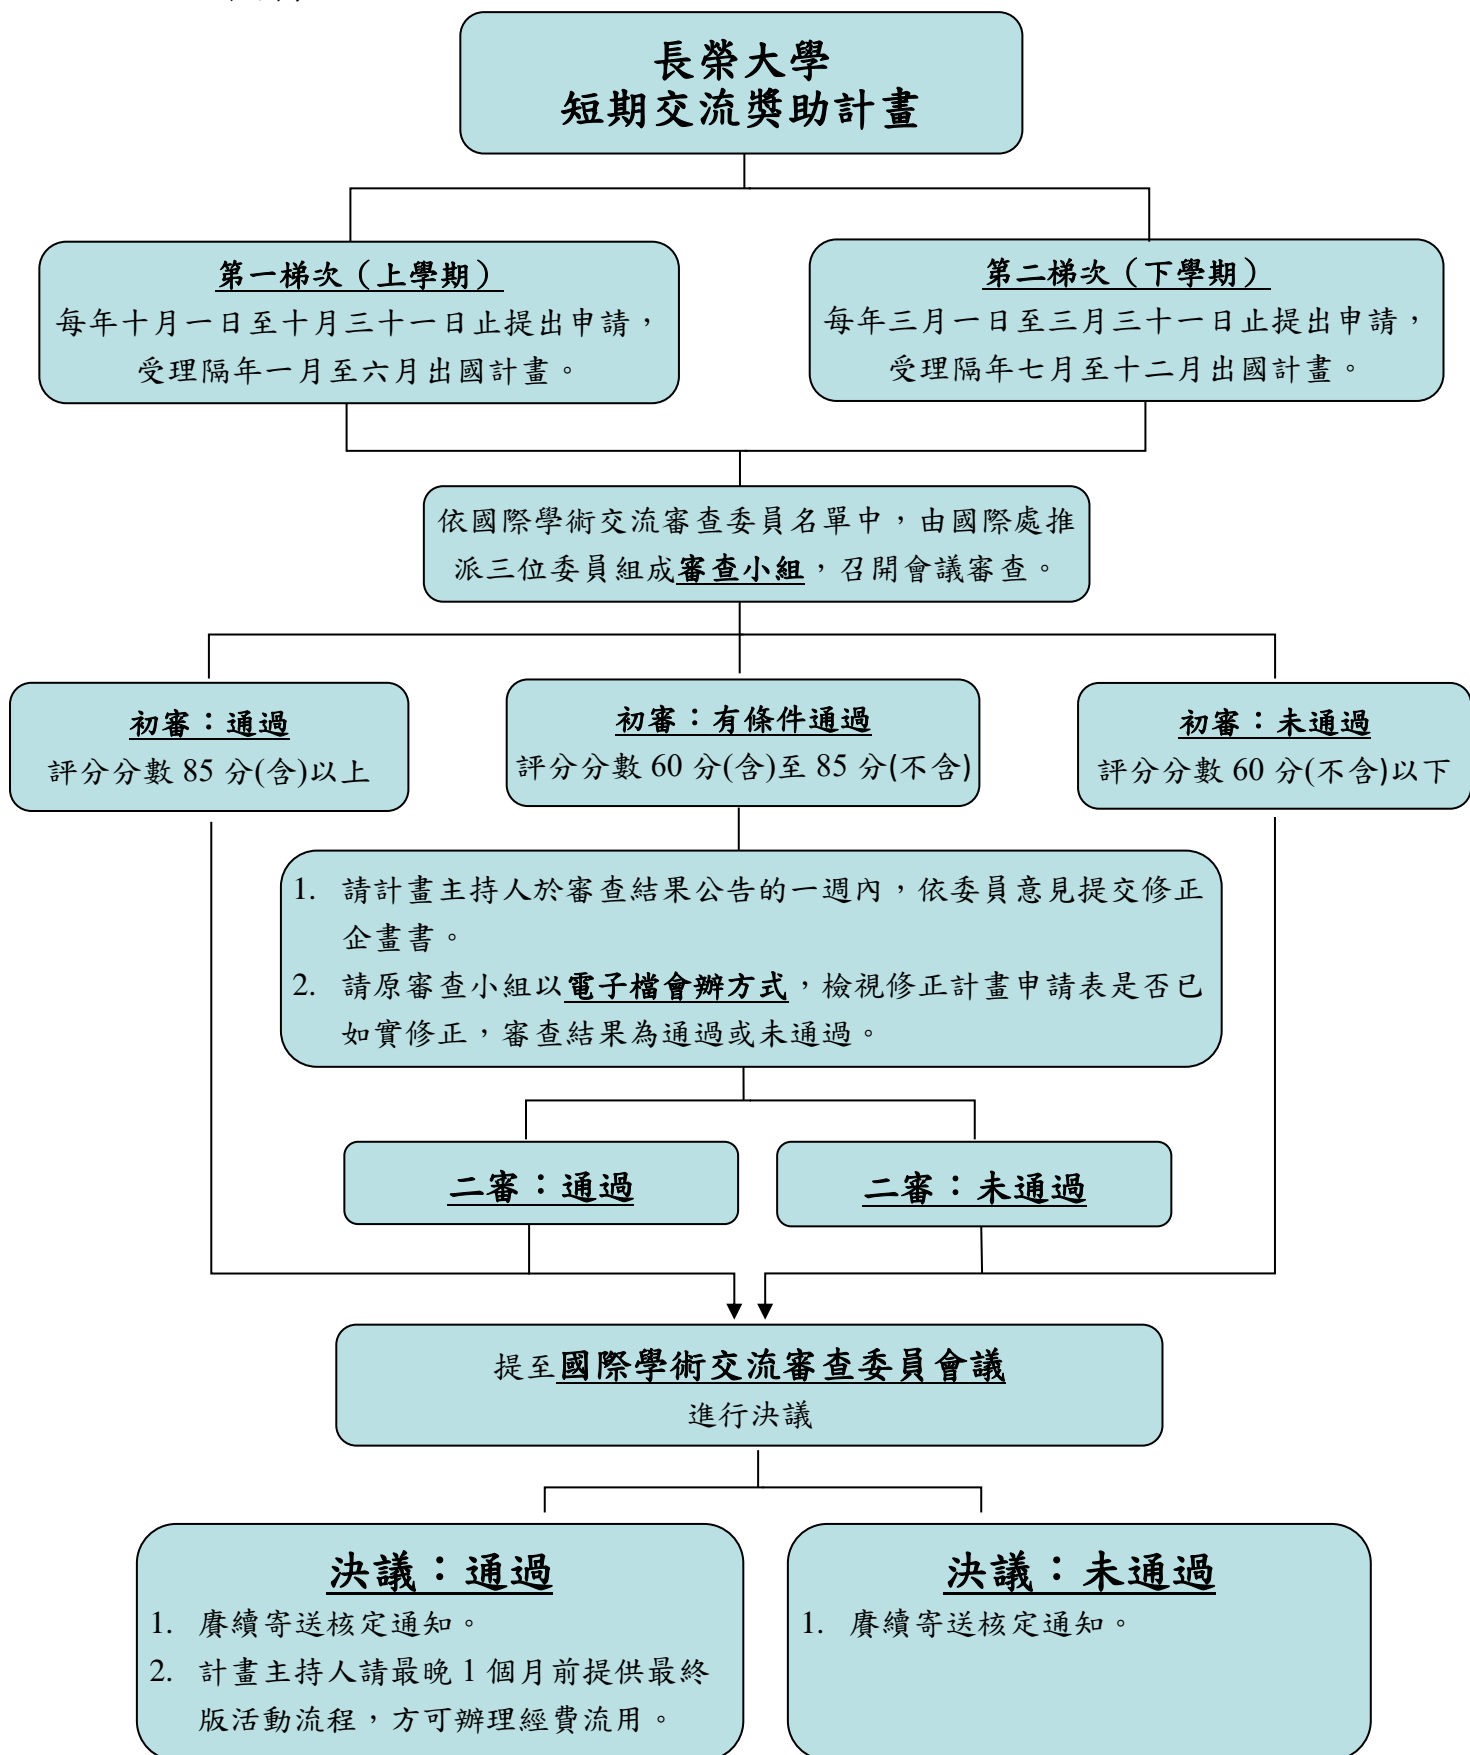 長榮大學
短期交流獎助計畫
第一梯次（上學期）
每年十月一日至十月三十一日止提出申請，
受理隔年一月至六月出國計畫。
第二梯次（下學期）
每年三月一日至三月三十一日止提出申請，
受理隔年七月至十二月出國計畫。
依國際學術交流審查委員名單中，由國際處推
派三位委員組成審查小組，召開會議審查。
初審：通過
評分分數 85 分(含)以上
初審：有條件通過
評分分數 60 分(含)至 85 分(不含)
初審：未通過
評分分數 60 分(不含)以下
1. 請計畫主持人於審查結果公告的一週內，依委員意見提交修正
企畫書。
2. 請原審查小組以電子檔會辦方式，檢視修正計畫申請表是否已
如實修正，審查結果為通過或未通過。
二審：通過
二審：未通過
提至國際學術交流審查委員會議
進行決議
決議：通過
1. 賡續寄送核定通知。
2. 計畫主持人請最晚 1 個月前提供最終
版活動流程，方可辦理經費流用。
決議：未通過
1. 賡續寄送核定通知。